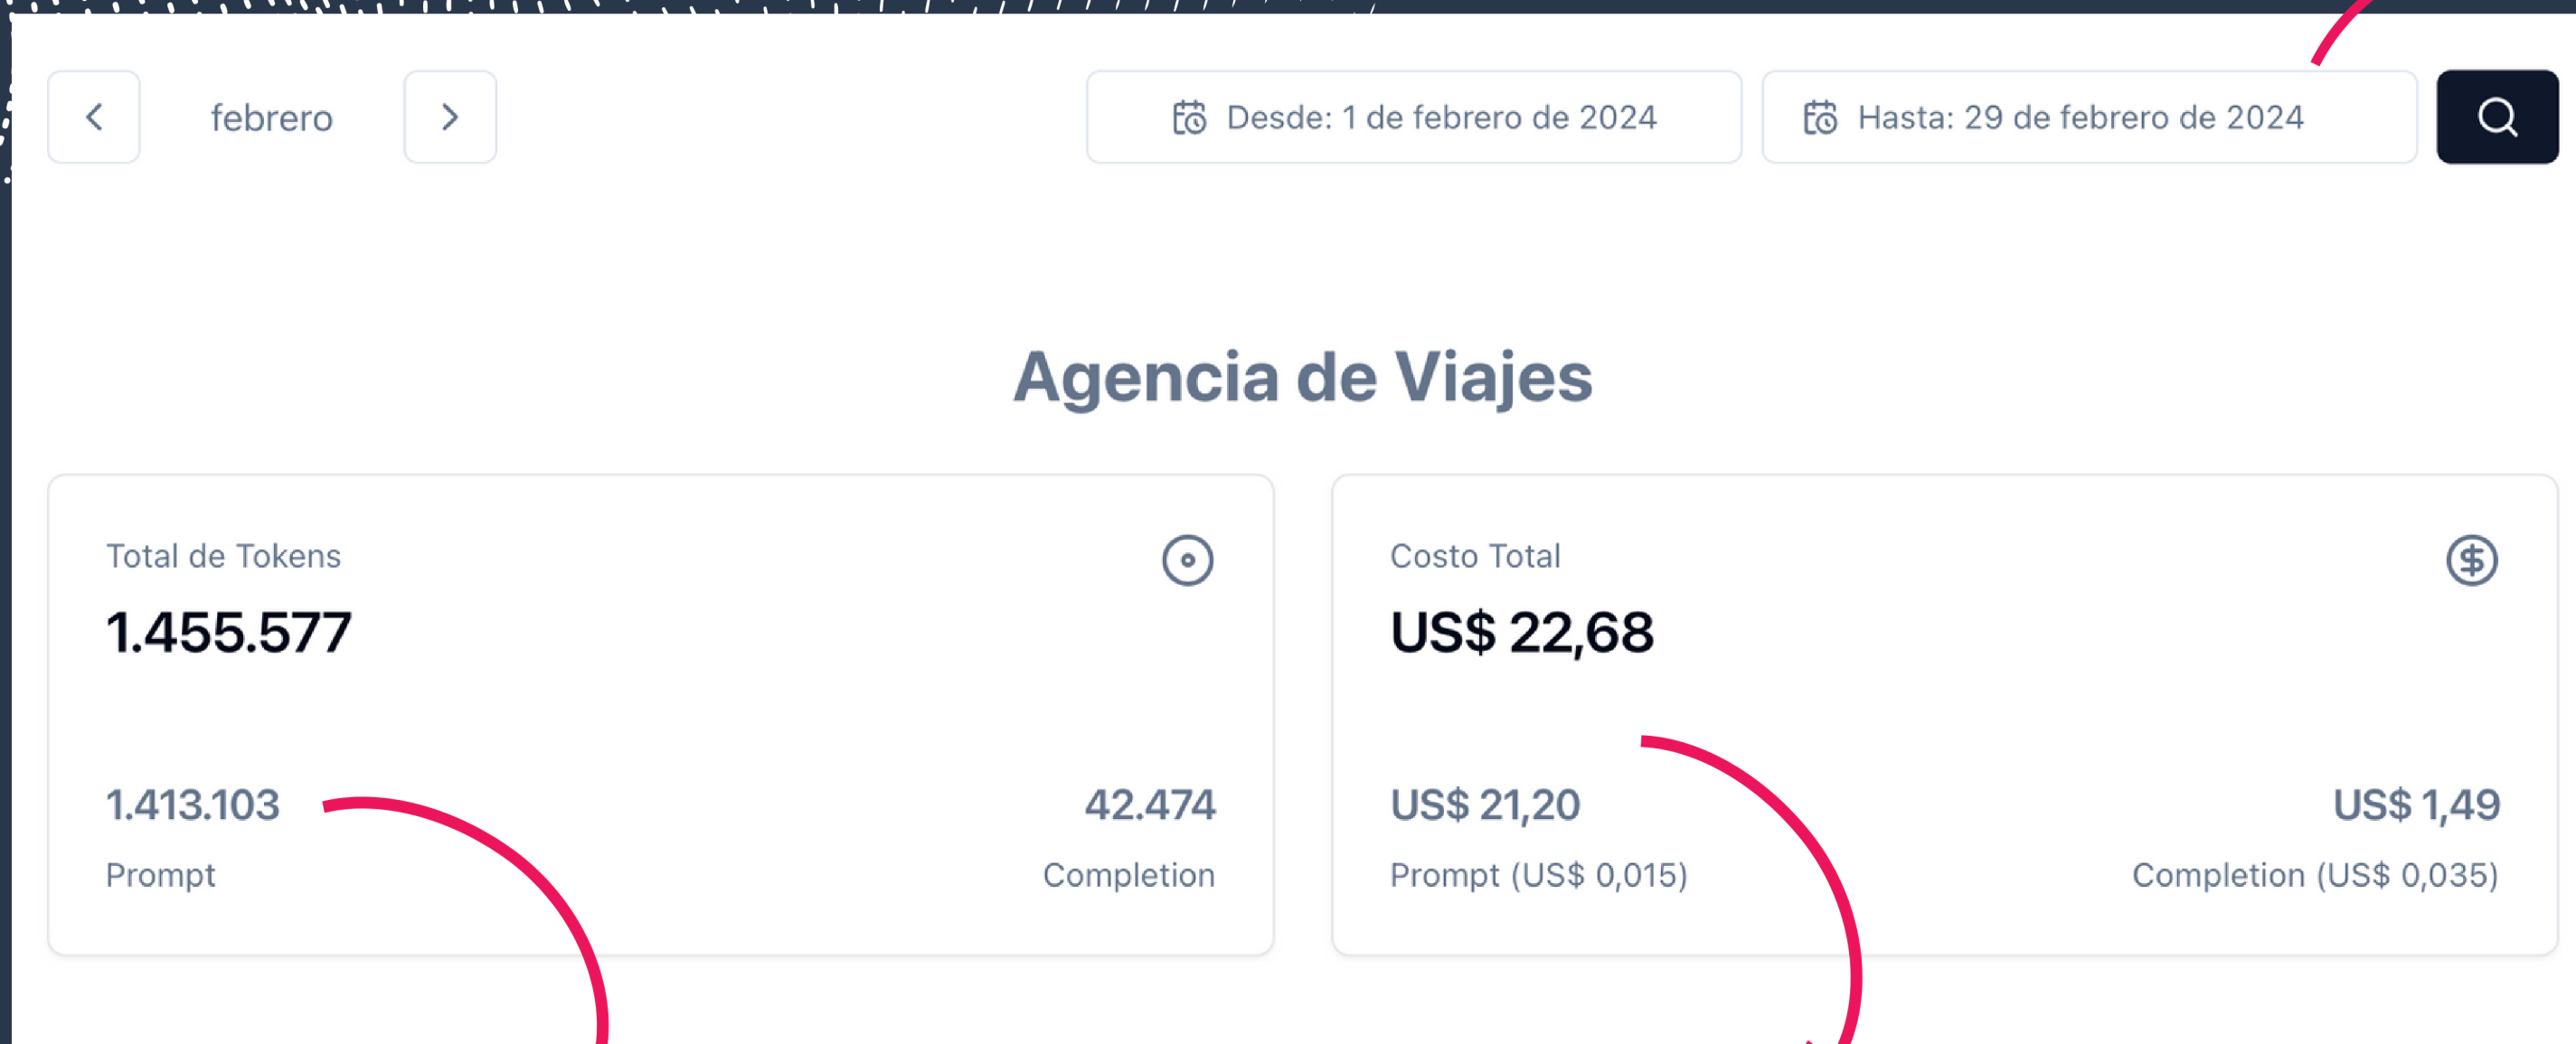 febrero
Desde: 1 de febrero de 2024
Hasta: 29 de febrero de 2024
Agencia de Viajes
Total de Tokens
1.455.577
1.413.103
42.474
Prompt
Completion
Costo Total
US$ 22,68
US$ 21,20
US$ 1,49
Prompt (US$ 0,015)
Completion (US$ 0,035)